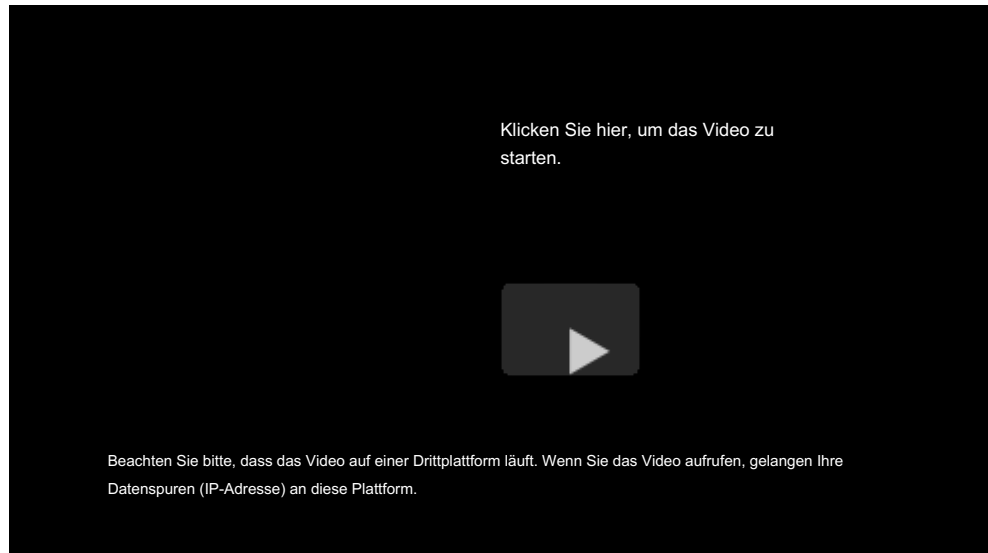 Klicken Sie hier, um das Video zu
starten.
Beachten Sie bitte, dass das Video auf einer Drittplattform läuft. Wenn Sie das Video aufrufen, gelangen Ihre
Datenspuren (IP-Adresse) an diese Plattform.